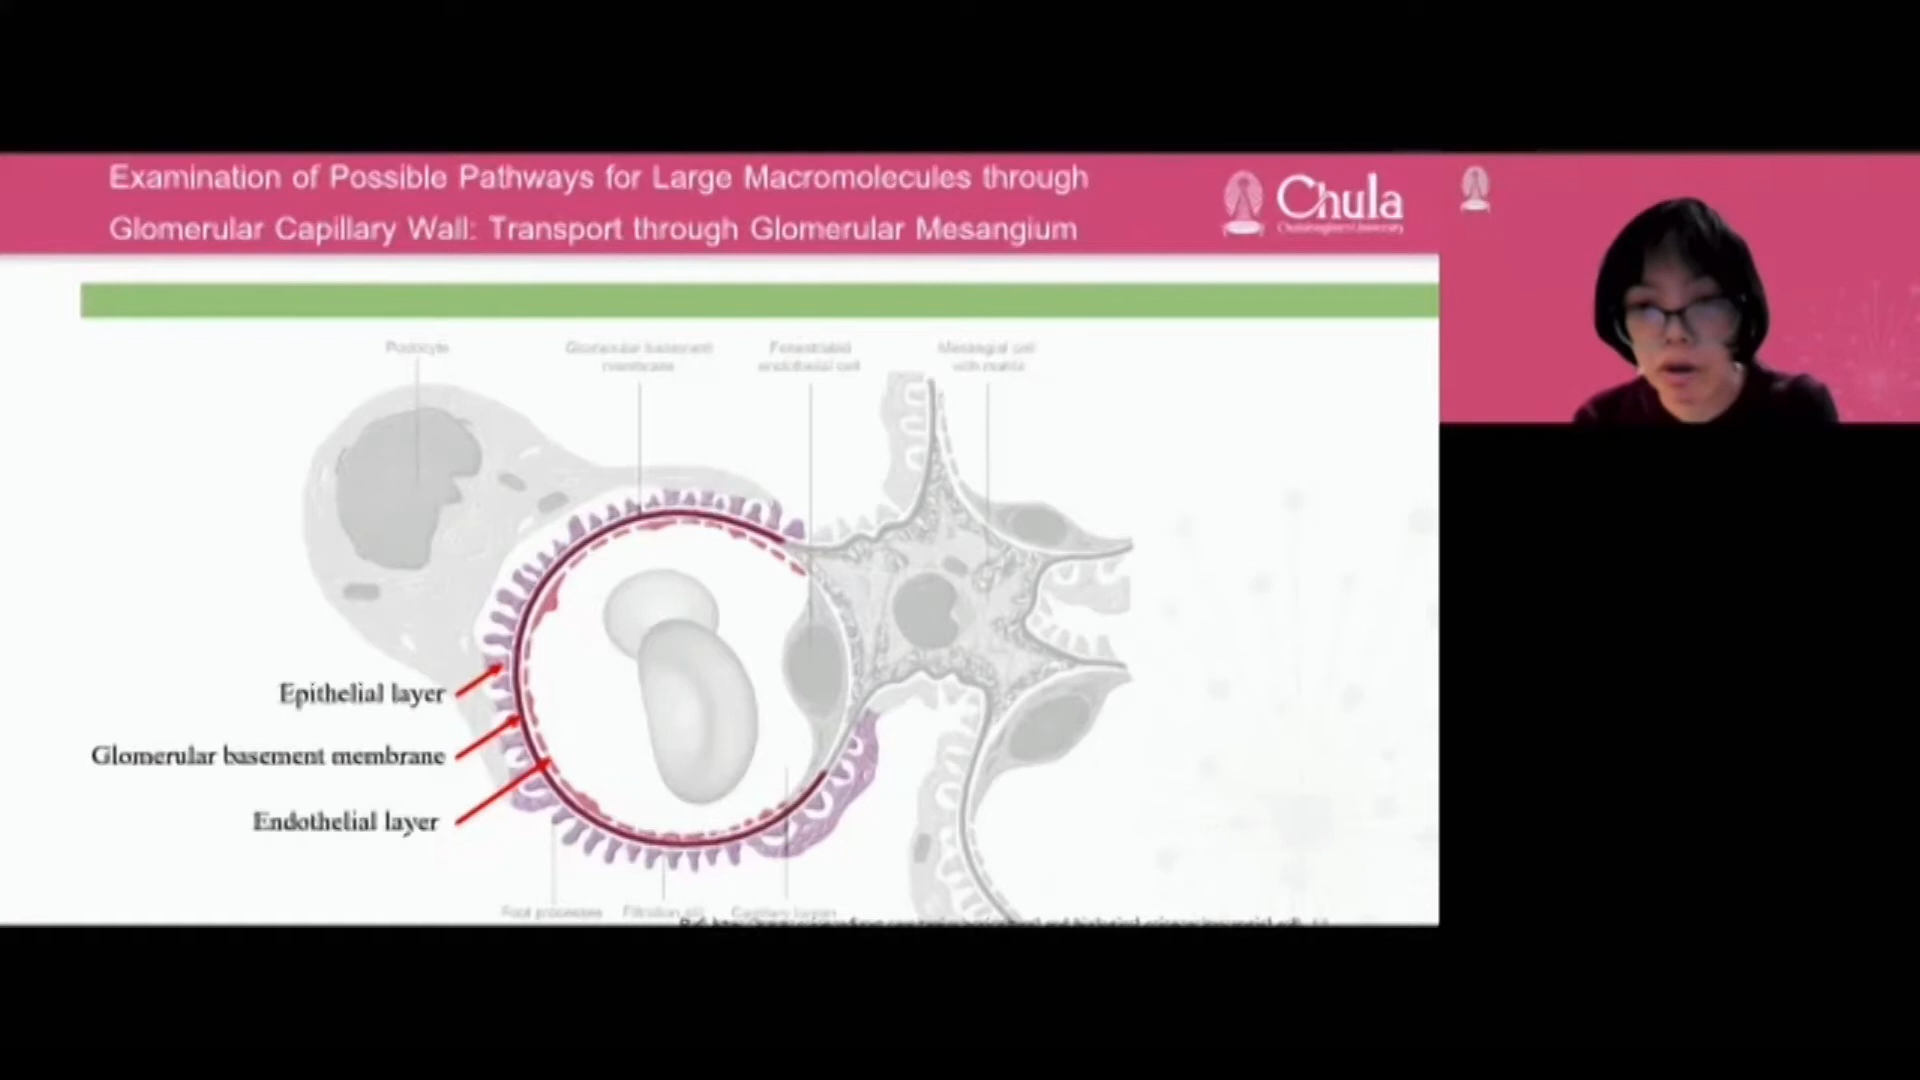 Examination of Possible Pathways for Large Macromolecules through
Glomerular Capillary Wall: Transport through Glomerular Mesangium
Chula
Chulalongkorn University
Podocyte
Glomerular basement
membrane
Fenestrated
endothelial cell
Mesangial cell
with matrix
Epithelial layer
Glomerular basement membrane
Endothelial layer
Foot processes
Filtration slit
Capillary lumen